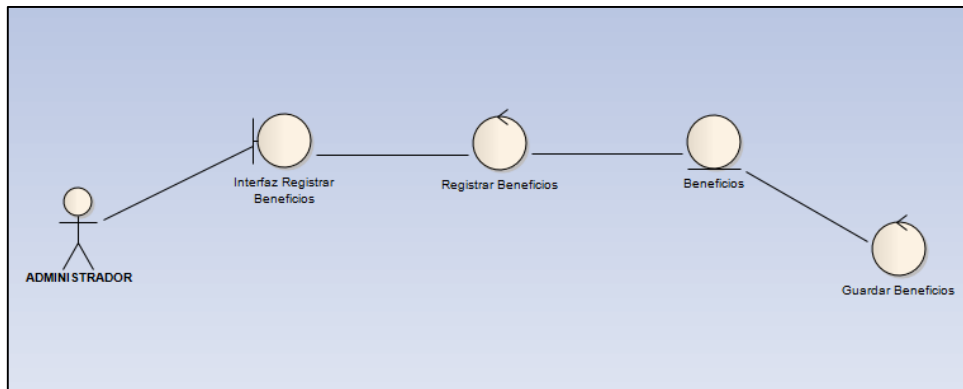 Interfaz Registrar
Beneficios
Registrar Beneficios
Beneficios
ADMINISTRADOR
Guardar Beneficios